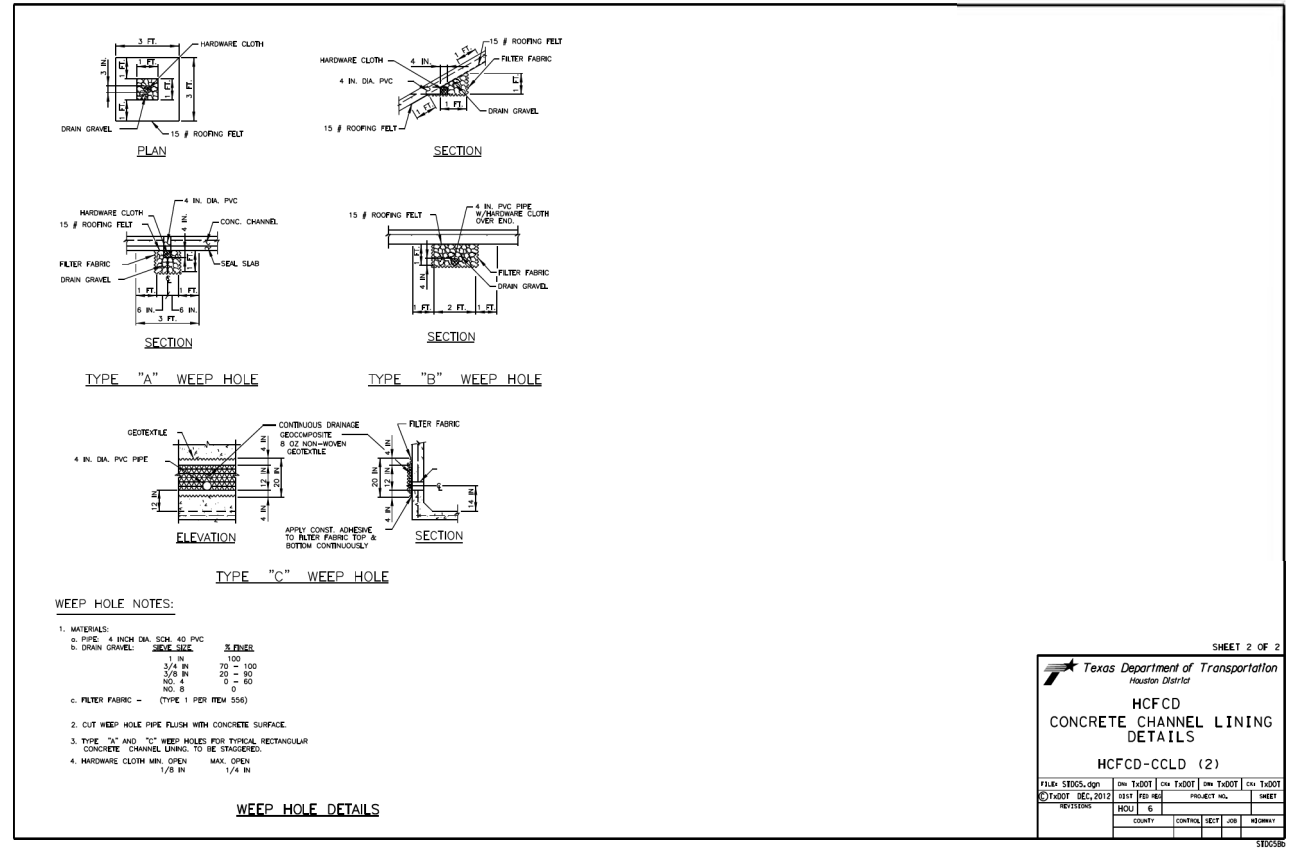 3 FT.
HARDWARE CLOTH
1 FT.
3 IN.
1 FT.
1 FT.
3 FT.
1 FT.
DRAIN GRAVEL
15 # ROOFING FELT
PLAN
15 # ROOFING FELT
1 FT.
HARDWARE CLOTH
4 IN.
FILTER FABRIC
4 IN. DIA. PVC
1 FT.
1 FT.
1 FT.
DRAIN GRAVEL
15 # ROOFING FELT
SECTION
4 IN. DIA. PVC
HARDWARE CLOTH
4 IN.
CONC. CHANNEL
15 # ROOFING FELT
FILTER FABRIC
1 FT.
SEAL SLAB
DRAIN GRAVEL
1 FT.
1 FT.
6 IN.
6 IN.
3 FT.
SECTION
TYPE "A" WEEP HOLE
15 # ROOFING FELT
4 IN. PVC PIPE
W/HARDWARE CLOTH
OVER END.
1 FT.
FILTER FABRIC
4 IN
DRAIN GRAVEL
1 FT.
2 FT.
1 FT.
SECTION
TYPE "B" WEEP HOLE
GEOTEXTILE
CONTINUOUS DRAINAGE
GEOCOMPOSITE
8 OZ NON-WOVEN
GEOTEXTILE
FILTER FABRIC
4 IN. DIA. PVC PIPE
4 IN
12 IN
20 IN
12 IN
4 IN
4 IN
20 IN
12 IN
4 IN
14 IN
APPLY CONST. ADHESIVE
TO FILTER FABRIC TOP &
BOTTOM CONTINUOUSLY
ELEVATION
SECTION
TYPE "C" WEEP HOLE
WEEP HOLE NOTES:
1. MATERIALS:
a. PIPE: 4 INCH DIA. SCH. 40 PVC
b. DRAIN GRAVEL: SIEVE SIZE % FINER
1 IN 100
3/4 IN 70 - 100
3/8 IN 20 - 90
NO. 4 0 - 60
NO. 8 0
c. FILTER FABRIC - (TYPE 1 PER ITEM 556)
2. CUT WEEP HOLE PIPE FLUSH WITH CONCRETE SURFACE.
3. TYPE "A" AND "C" WEEP HOLES FOR TYPICAL RECTANGULAR
CONCRETE CHANNEL LINING. TO BE STAGGERED.
4. HARDWARE CLOTH MIN. OPEN MAX. OPEN
1/8 IN 1/4 IN
WEEP HOLE DETAILS
SHEET 2 OF 2
Texas Department of Transportation
Houston District
HCFCD
CONCRETE CHANNEL LINING
DETAILS
HCFCD-CCLD (2)
FILE: STDG5.dgn DN: TxDOT CK: TxDOT DW: TxDOT CK: TxDOT
©TxDOT DEC, 2012 DIST FED REG PROJECT NO. SHEET
REVISIONS HOU 6
COUNTY CONTROL SECT JOB HIGHWAY
STDG5Bb